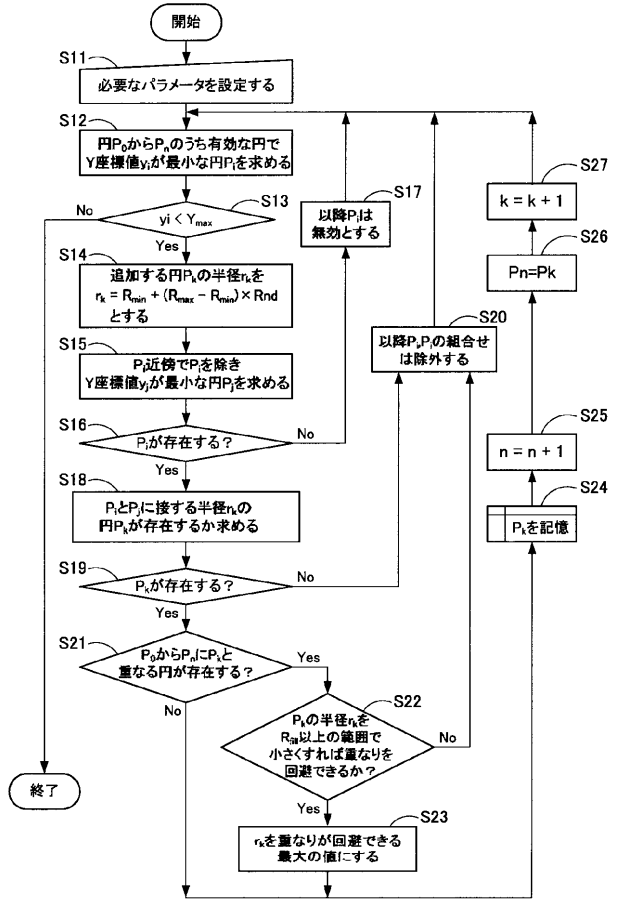 開始
S11
必要なパラメータを設定する
S12
円P₀からPₙのうち有効な円で
Y座標値yᵢが最小な円Pᵢを求める
S13
No
yi < Yₘₐₓ
Yes
S14
追加する円Pₖの半径rₖを
rₖ = Rₘᵢₙ + (Rₘₐₓ − Rₘᵢₙ) × Rnd
とする
S15
Pᵢ近傍でPᵢを除き
Y座標値yⱼが最小な円Pⱼを求める
S16
Pⱼが存在する？
No
Yes
S17
以降Pᵢは
無効とする
S18
PᵢとPⱼに接する半径rₖの
円Pₖが存在するか求める
S19
Pₖが存在する？
No
Yes
S20
以降Pᵢ,Pⱼの組合せ
は除外する
S21
P₀からPₙにPₖと
重なる円が存在する？
Yes
No
S22
Pₖの半径rₖを
R_fill以上の範囲で
小さくすれば重なりを
回避できるか？
No
Yes
S23
rₖを重なりが回避できる
最大の値にする
S24
Pₖを記憶
S25
n = n + 1
S26
Pn=Pk
S27
k = k + 1
終了